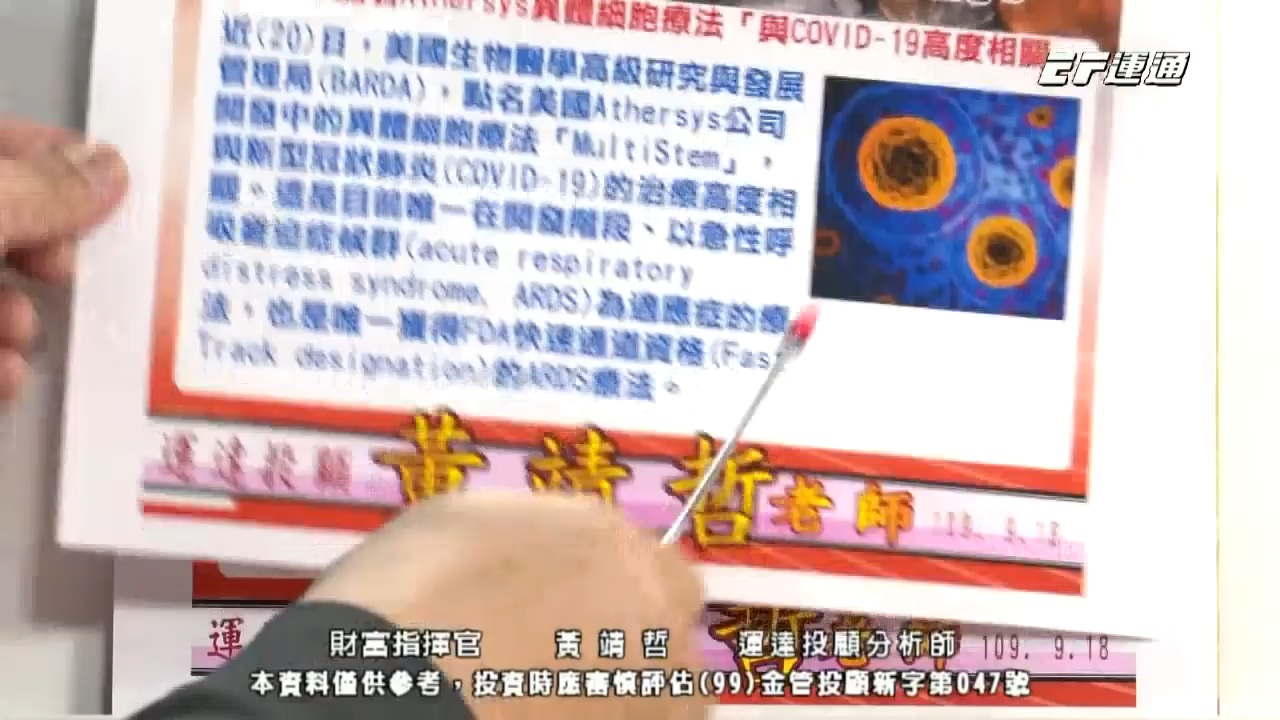 Athersys異體細胞療法「與COVID-19高度相關
EF運通
近(20)日，美國生物醫學高級研究與發展
管理局(BARDA)，點名美國Athersys公司
開發中的異體細胞療法「MultiStem」，
與新型冠狀肺炎(COVID-19)的治療高度相
關。這是目前唯一在開發階段、以急性呼
吸窘迫症候群(acute respiratory
distress syndrome, ARDS)為適應症的療
法，也是唯一獲得FDA快速通道資格(Fast
Track designation)的ARDS療法。
運達投顧 黃靖哲老師 109. 9.18.
運 哲老師 109. 9.18
財富指揮官 黃靖哲 運達投顧分析師
本資料僅供參考，投資時應審慎評估(99)金管投顧新字第047號